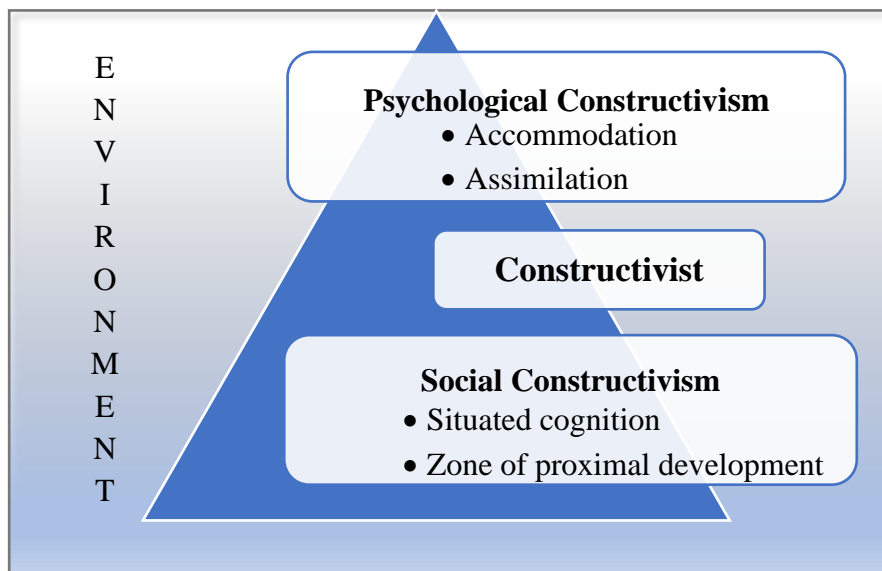 E
N
V
I
R
O
N
M
E
N
T
Psychological Constructivism
• Accommodation
• Assimilation
Constructivist
Social Constructivism
• Situated cognition
• Zone of proximal development